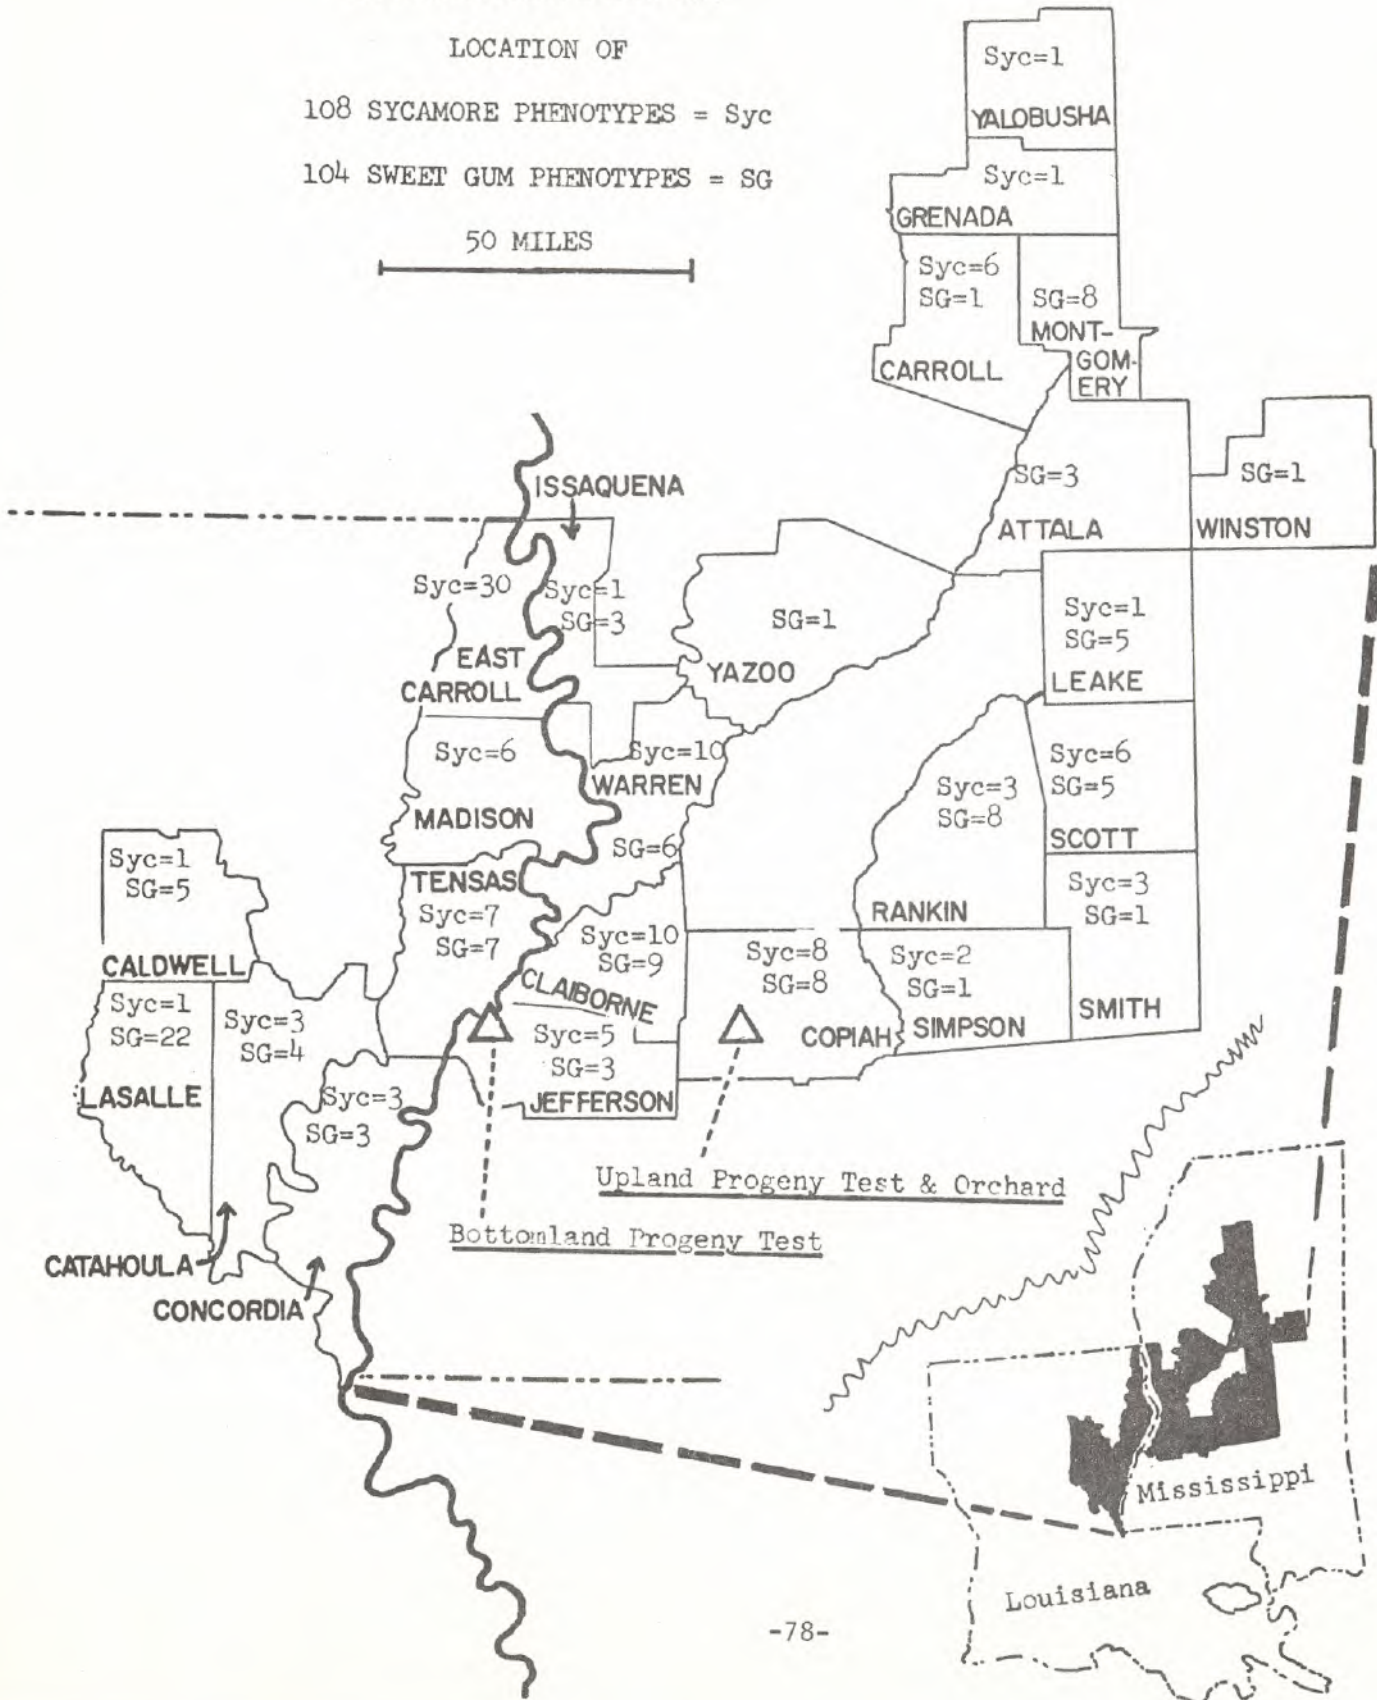 LOCATION OF
108 SYCAMORE PHENOTYPES = Syc
104 SWEET GUM PHENOTYPES = SG
50 MILES
Syc=1
YALOBUSHA
Syc=1
GRENADA
Syc=6
SG=1
CARROLL
SG=8
MONT-
GOM-
ERY
SG=3
ATTALA
SG=1
WINSTON
ISSAQUENA
Syc=30
EAST
CARROLL
Syc=1
SG=3
SG=1
YAZOO
Syc=1
SG=5
LEAKE
Syc=6
MADISON
Syc=10
WARREN
SG=6
Syc=3
SG=8
RANKIN
Syc=6
SG=5
SCOTT
Syc=1
SG=5
CALDWELL
TENSAS
Syc=7
SG=7
Syc=10
SG=9
CLAIBORNE
Syc=8
SG=8
COPIAH
Syc=2
SG=1
SIMPSON
Syc=3
SG=1
SMITH
Syc=1
SG=22
LASALLE
Syc=3
SG=4
Syc=3
SG=3
Syc=5
SG=3
JEFFERSON
Upland Progeny Test & Orchard
Bottomland Progeny Test
CATAHOULA
CONCORDIA
Mississippi
Louisiana
-78-